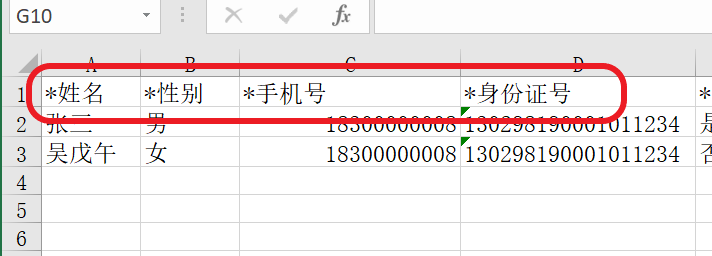 G10 fx
A B C D
1 *姓名 *性别 *手机号 *身份证号 *
2 张三 男 18300000008 130298190001011234 是
3 吴戊午 女 18300000008 130298190001011234 否
4
5
6